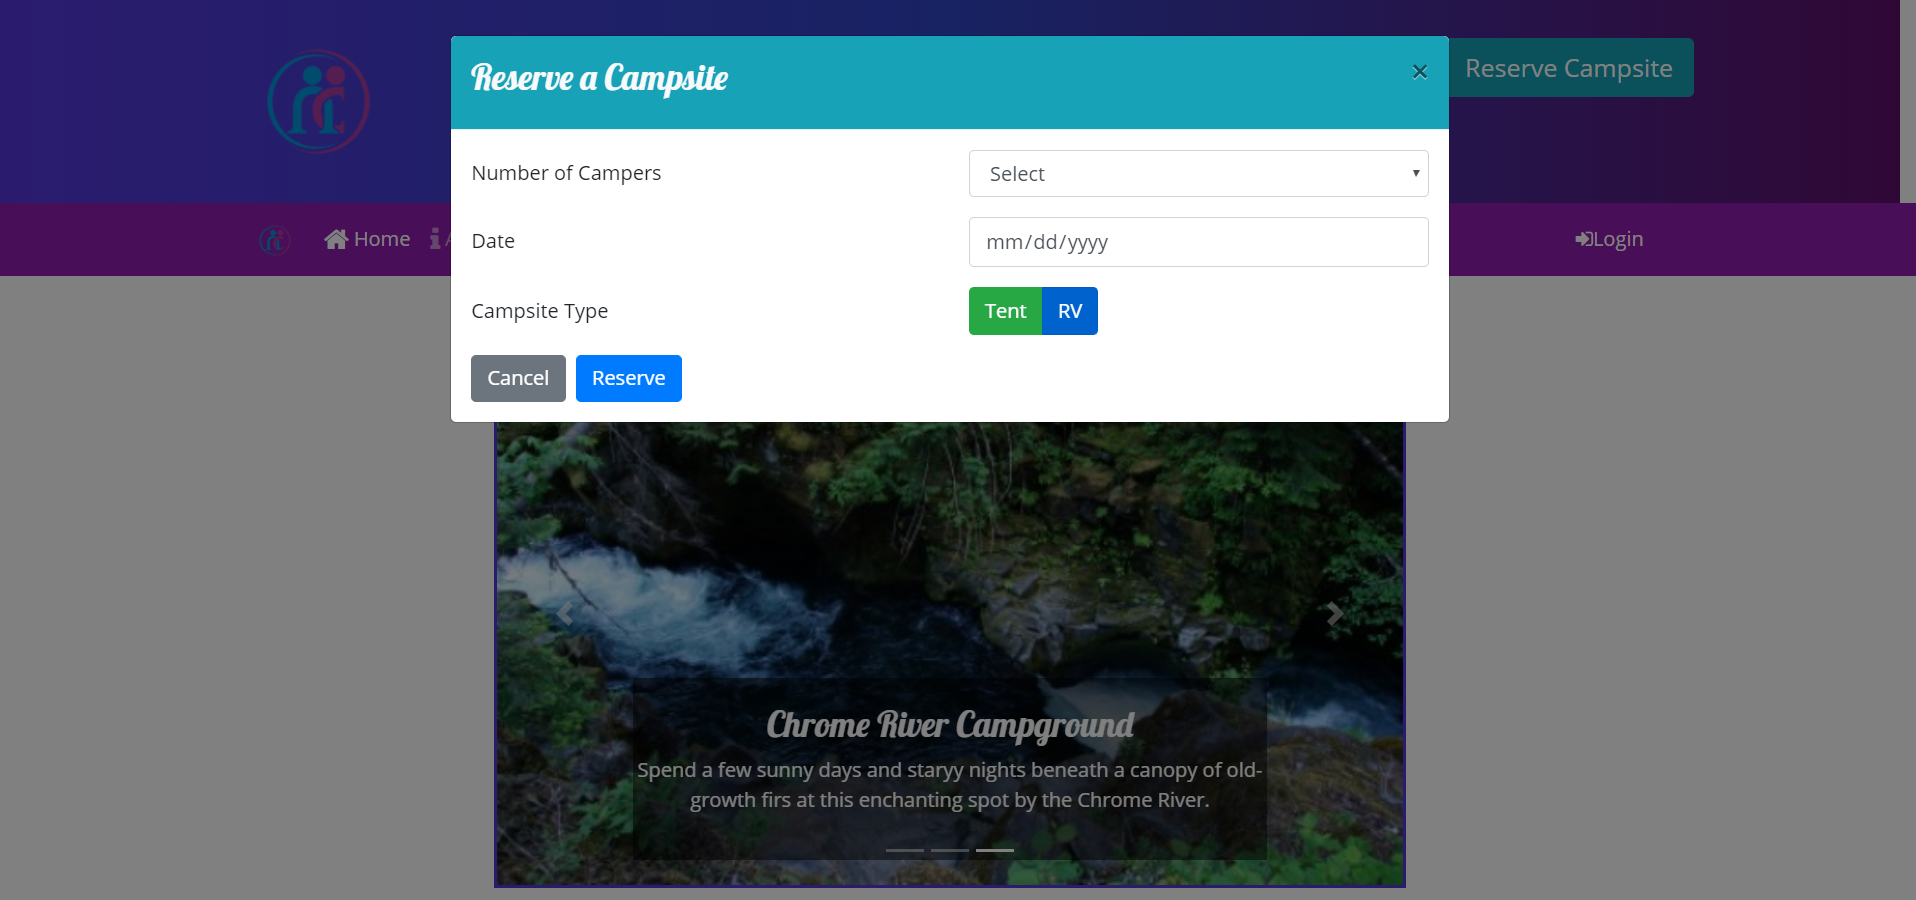 Reserve a Campsite
×
Reserve Campsite
Number of Campers
Select
Date
mm/dd/yyyy
Campsite Type
Tent
RV
Cancel
Reserve
Home
Login
Chrome River Campground
Spend a few sunny days and staryy nights beneath a canopy of old-
growth firs at this enchanting spot by the Chrome River.